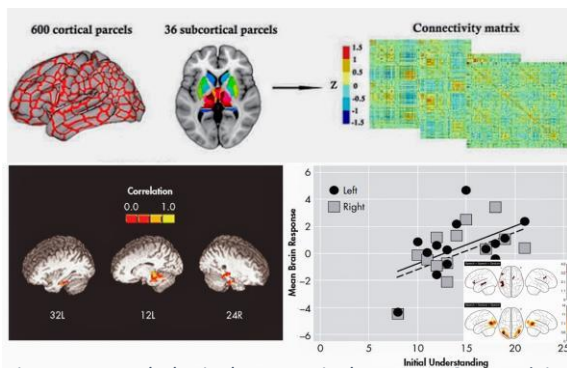 600 cortical parcels
36 subcortical parcels
Connectivity matrix
Z
1.5
1
0.5
0
-0.5
-1
-1.5
Correlation
0.0 1.0
32L
12L
24R
Mean Brain Response
6
4
2
0
−2
−4
−6
Left
Right
0 5 10 15 20 25
Initial Understanding